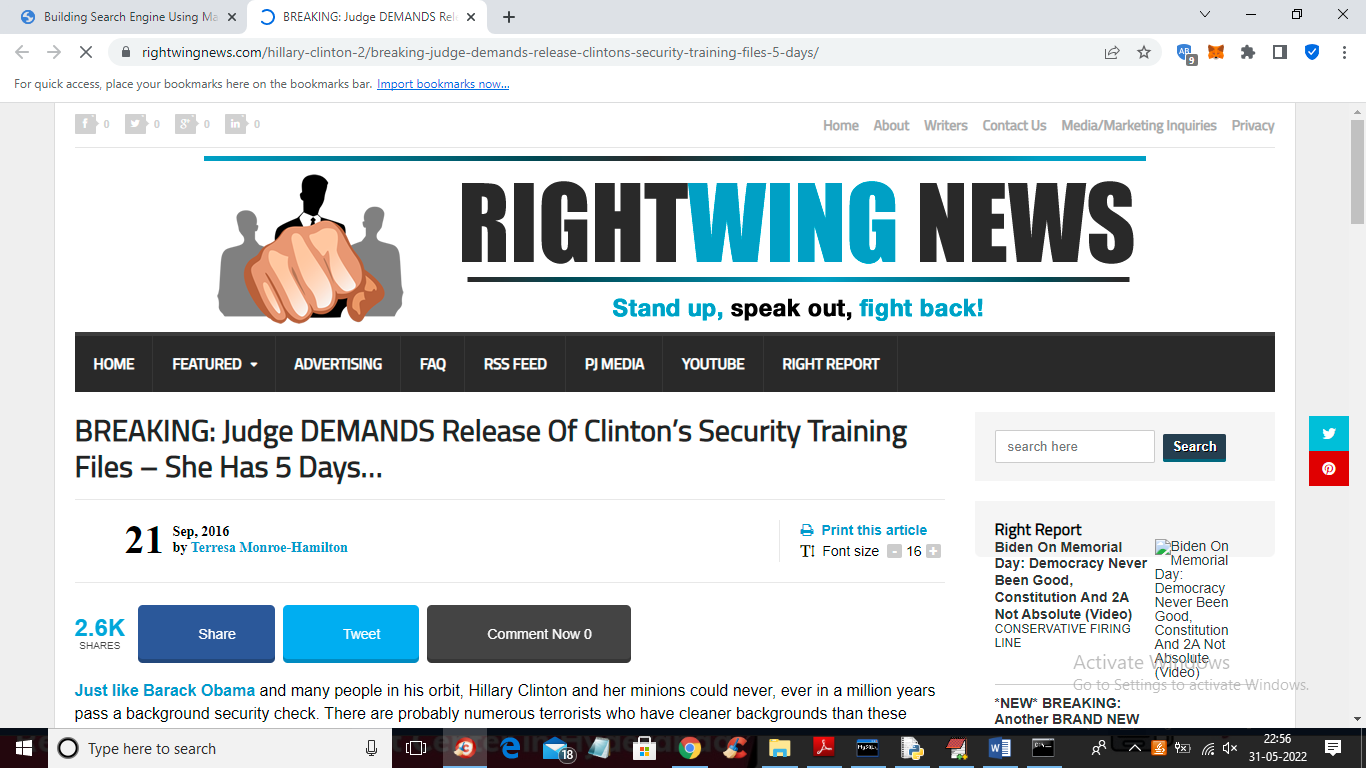 Building Search Engine Using Ma
BREAKING: Judge DEMANDS Rel
rightwingnews.com/hillary-clinton-2/breaking-judge-demands-release-clintons-security-training-files-5-days/
9
For quick access, place your bookmarks here on the bookmarks bar. Import bookmarks now...
0 0 0 0
Home About Writers Contact Us Media/Marketing Inquiries Privacy
RIGHTWING NEWS
Stand up, speak out, fight back!
HOME FEATURED ADVERTISING FAQ RSS FEED PJ MEDIA YOUTUBE RIGHT REPORT
BREAKING: Judge DEMANDS Release Of Clinton's Security Training
Files – She Has 5 Days…
21 Sep, 2016
by Terresa Monroe-Hamilton
Print this article
T! Font size - 16 +
2.6K
SHARES
Share
Tweet
Comment Now 0
Just like Barack Obama and many people in his orbit, Hillary Clinton and her minions could never, ever in a million years
pass a background security check. There are probably numerous terrorists who have cleaner backgrounds than these
search here Search
Right Report
Biden On Memorial
Day: Democracy Never
Been Good,
Constitution And 2A
Not Absolute (Video)
CONSERVATIVE FIRING
LINE
Biden On
Memorial
Day:
Democracy
Never Been
Good,
Constitution
And 2A Not
Absolute
(Video)
*NEW* BREAKING:
Another BRAND NEW
Activate Windows
Go to Settings to activate Windows.
Type here to search
18
22:56
31-05-2022